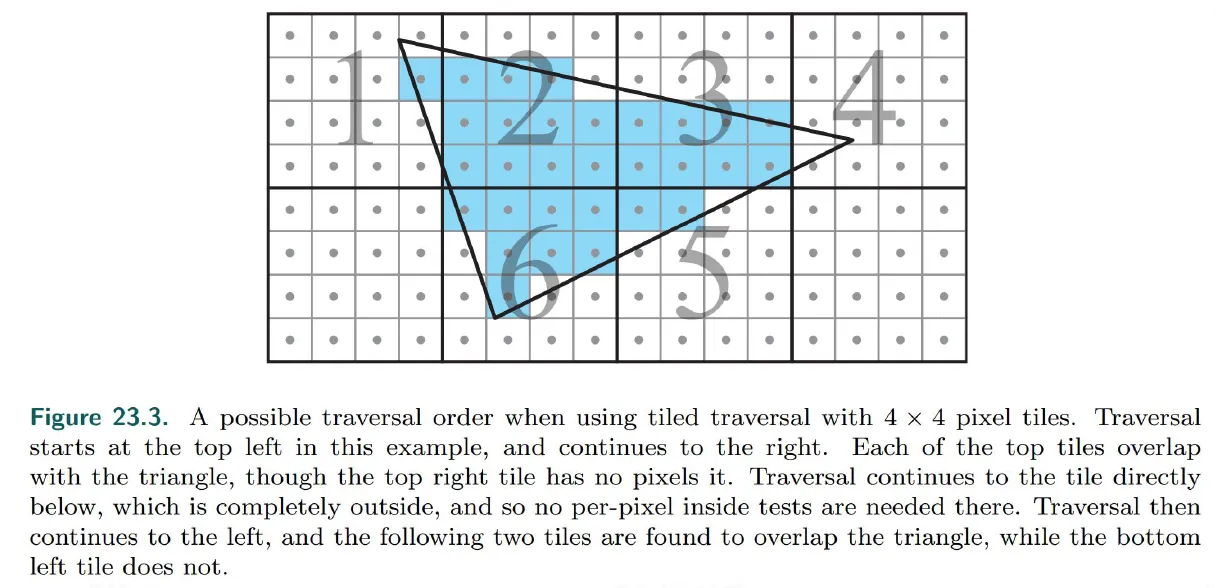 1 2 3 4
6 5
Figure 23.3. A possible traversal order when using tiled traversal with 4 × 4 pixel tiles. Traversal
starts at the top left in this example, and continues to the right. Each of the top tiles overlap
with the triangle, though the top right tile has no pixels it. Traversal continues to the tile directly
below, which is completely outside, and so no per-pixel inside tests are needed there. Traversal then
continues to the left, and the following two tiles are found to overlap the triangle, while the bottom
left tile does not.